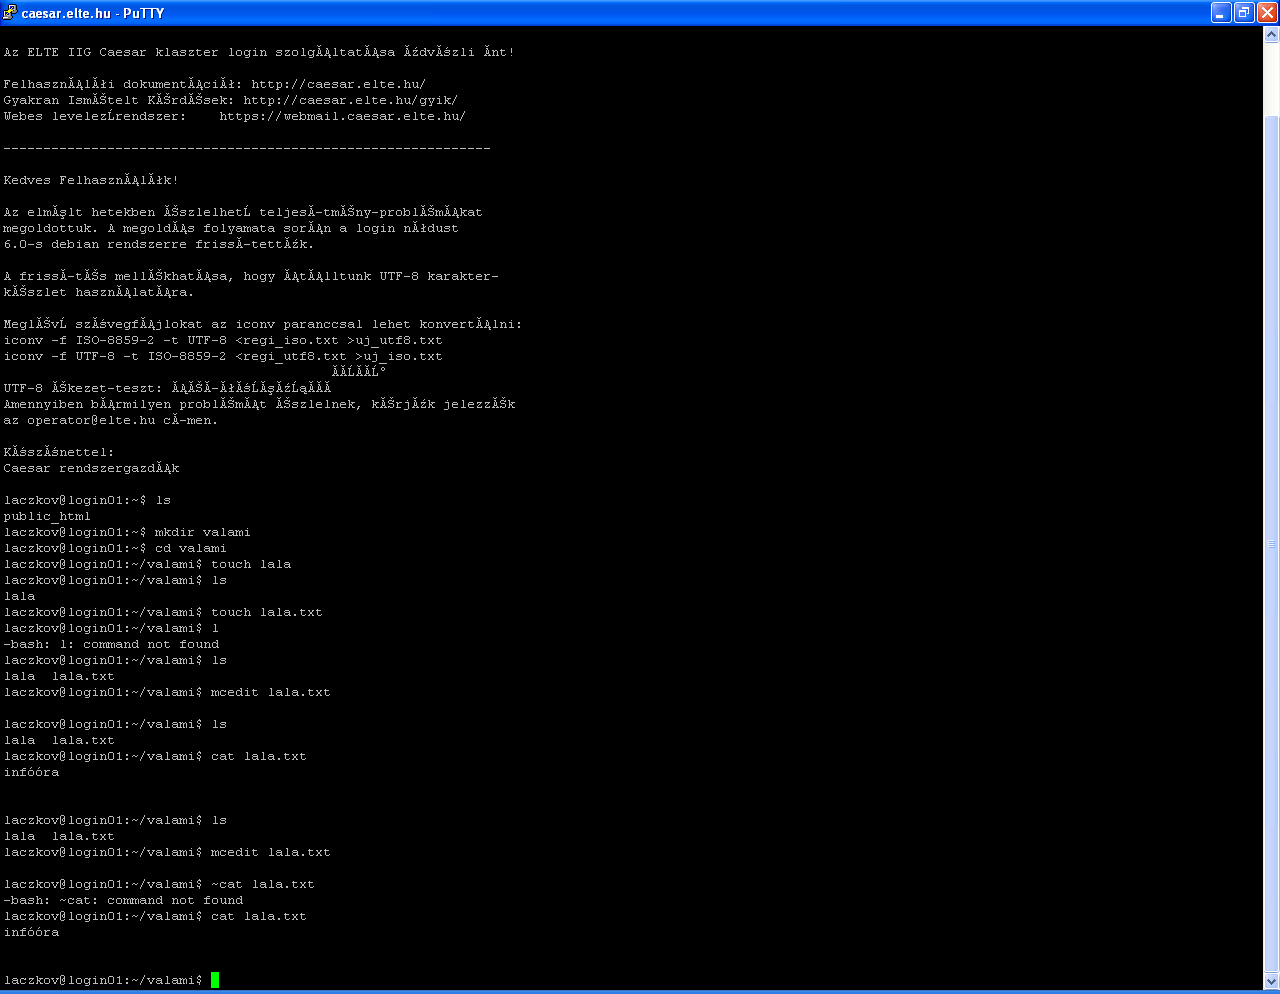 caesar.elte.hu - PuTTY
Az ELTE IIG Caesar klaszter login szolgĂĄltatĂĄsa ĂźdvĂśzli Ănt!
FelhasznĂĄlĂłi dokumentĂĄciĂł: http://caesar.elte.hu/
Gyakran IsmĂŠtelt KĂŠrdĂŠsek: http://caesar.elte.hu/gyik/
Webes levelezĹrendszer:    https://webmail.caesar.elte.hu/
-------------------------------------------------------------
Kedves FelhasznĂĄlĂłk!
Az elmĂşlt hetekben ĂŠszlelhetĹ teljesĂ-tmĂŠny-problĂŠmĂĄkat
megoldottuk. A megoldĂĄs folyamata sorĂĄn a login nĂłdust
6.0-s debian rendszerre frissĂ-tettĂźk.
A frissĂ-tĂŠs mellĂŠkhatĂĄsa, hogy ĂĄtĂĄlltunk UTF-8 karakter-
kĂŠszlet hasznĂĄlatĂĄra.
MeglĂŠvĹ szĂśvegfĂĄjlokat az iconv paranccsal lehet konvertĂĄlni:
iconv -f ISO-8859-2 -t UTF-8 <regi_iso.txt >uj_utf8.txt
iconv -f UTF-8 -t ISO-8859-2 <regi_utf8.txt >uj_iso.txt
ĂĂĹĂĂĹ°
UTF-8 ĂŠkezet-teszt: ĂĄĂŠĂ-ĂłĂśĹĂşĂźĹąĂĂĂ
Amennyiben bĂĄrmilyen problĂŠmĂĄt ĂŠszlelnek, kĂŠrjĂźk jelezzĂŠk
az operator@elte.hu cĂ-men.
KĂśszĂśnettel:
Caesar rendszergazdĂĄk
laczkov@login01:~$ ls
public_html
laczkov@login01:~$ mkdir valami
laczkov@login01:~$ cd valami
laczkov@login01:~/valami$ touch lala
laczkov@login01:~/valami$ ls
lala
laczkov@login01:~/valami$ touch lala.txt
laczkov@login01:~/valami$ l
-bash: l: command not found
laczkov@login01:~/valami$ ls
lala  lala.txt
laczkov@login01:~/valami$ mcedit lala.txt
laczkov@login01:~/valami$ ls
lala  lala.txt
laczkov@login01:~/valami$ cat lala.txt
infóóra
laczkov@login01:~/valami$ ls
lala  lala.txt
laczkov@login01:~/valami$ mcedit lala.txt
laczkov@login01:~/valami$ ~cat lala.txt
-bash: ~cat: command not found
laczkov@login01:~/valami$ cat lala.txt
infóóra
laczkov@login01:~/valami$